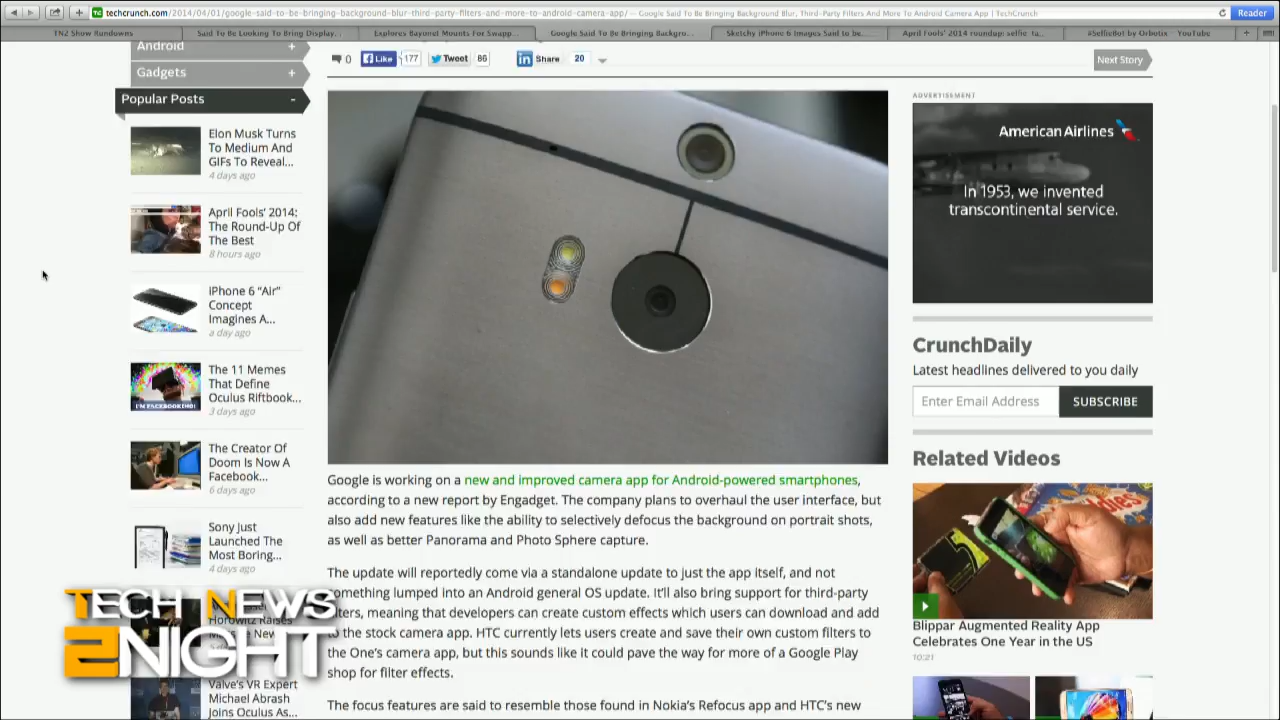 techcrunch.com/2014/04/01/google-said-to-be-bringing-background-blur-third-party-filters-and-more-to-android-camera-app/ — Google Said To Be Bringing Background Blur, Third-Party Filters And More To Android Camera App | TechCrunch
Reader
TN2 Show Rundowns
Said To Be Looking To Bring Display...
Explores Beyond Mounts For Swapp...
Google Said To Be Bringing Backgro...
Sketchy iPhone 6 Images Said to be...
April Fools' 2014 roundup: selfie-ta...
#SelfieBot by Orbotix - YouTube
Android +
Gadgets +
Popular Posts -
Elon Musk Turns
To Medium And
GIFs To Reveal...
4 days ago
April Fools' 2014:
The Round-Up Of
The Best
8 hours ago
iPhone 6 "Air"
Concept
Imagines A...
a day ago
The 11 Memes
That Define
Oculus Riftbook...
3 days ago
The Creator Of
Doom Is Now A
Facebook...
6 days ago
Sony Just
Launched The
Most Boring...
4 days ago
Horowitz Raises
Valve's VR Expert
Michael Abrash
Joins Oculus As...
TECH NEWS
2NIGHT
0
Like 177
Tweet 86
in Share 20
Next Story
Google is working on a new and improved camera app for Android-powered smartphones,
according to a new report by Engadget. The company plans to overhaul the user interface, but
also add new features like the ability to selectively defocus the background on portrait shots,
as well as better Panorama and Photo Sphere capture.
The update will reportedly come via a standalone update to just the app itself, and not
omething lumped into an Android general OS update. It'll also bring support for third-party
lters, meaning that developers can create custom effects which users can download and add
to the stock camera app. HTC currently lets users create and save their own custom filters to
the One's camera app, but this sounds like it could pave the way for more of a Google Play
shop for filter effects.
The focus features are said to resemble those found in Nokia's Refocus app and HTC's new
ADVERTISEMENT
American Airlines
In 1953, we invented
transcontinental service.
CrunchDaily
Latest headlines delivered to you daily
Enter Email Address
SUBSCRIBE
Related Videos
Blippar Augmented Reality App
Celebrates One Year in the US
10:21